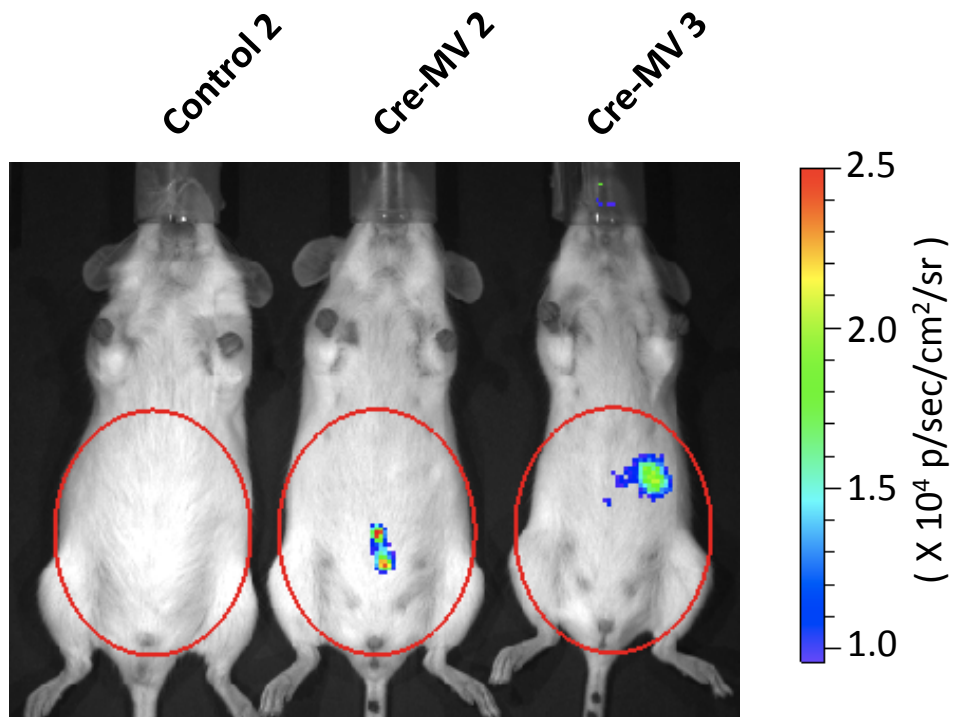 Control 2
Cre-MV 2
Cre-MV 3
2.5
2.0
1.5
1.0
( X 10⁴ p/sec/cm²/sr )